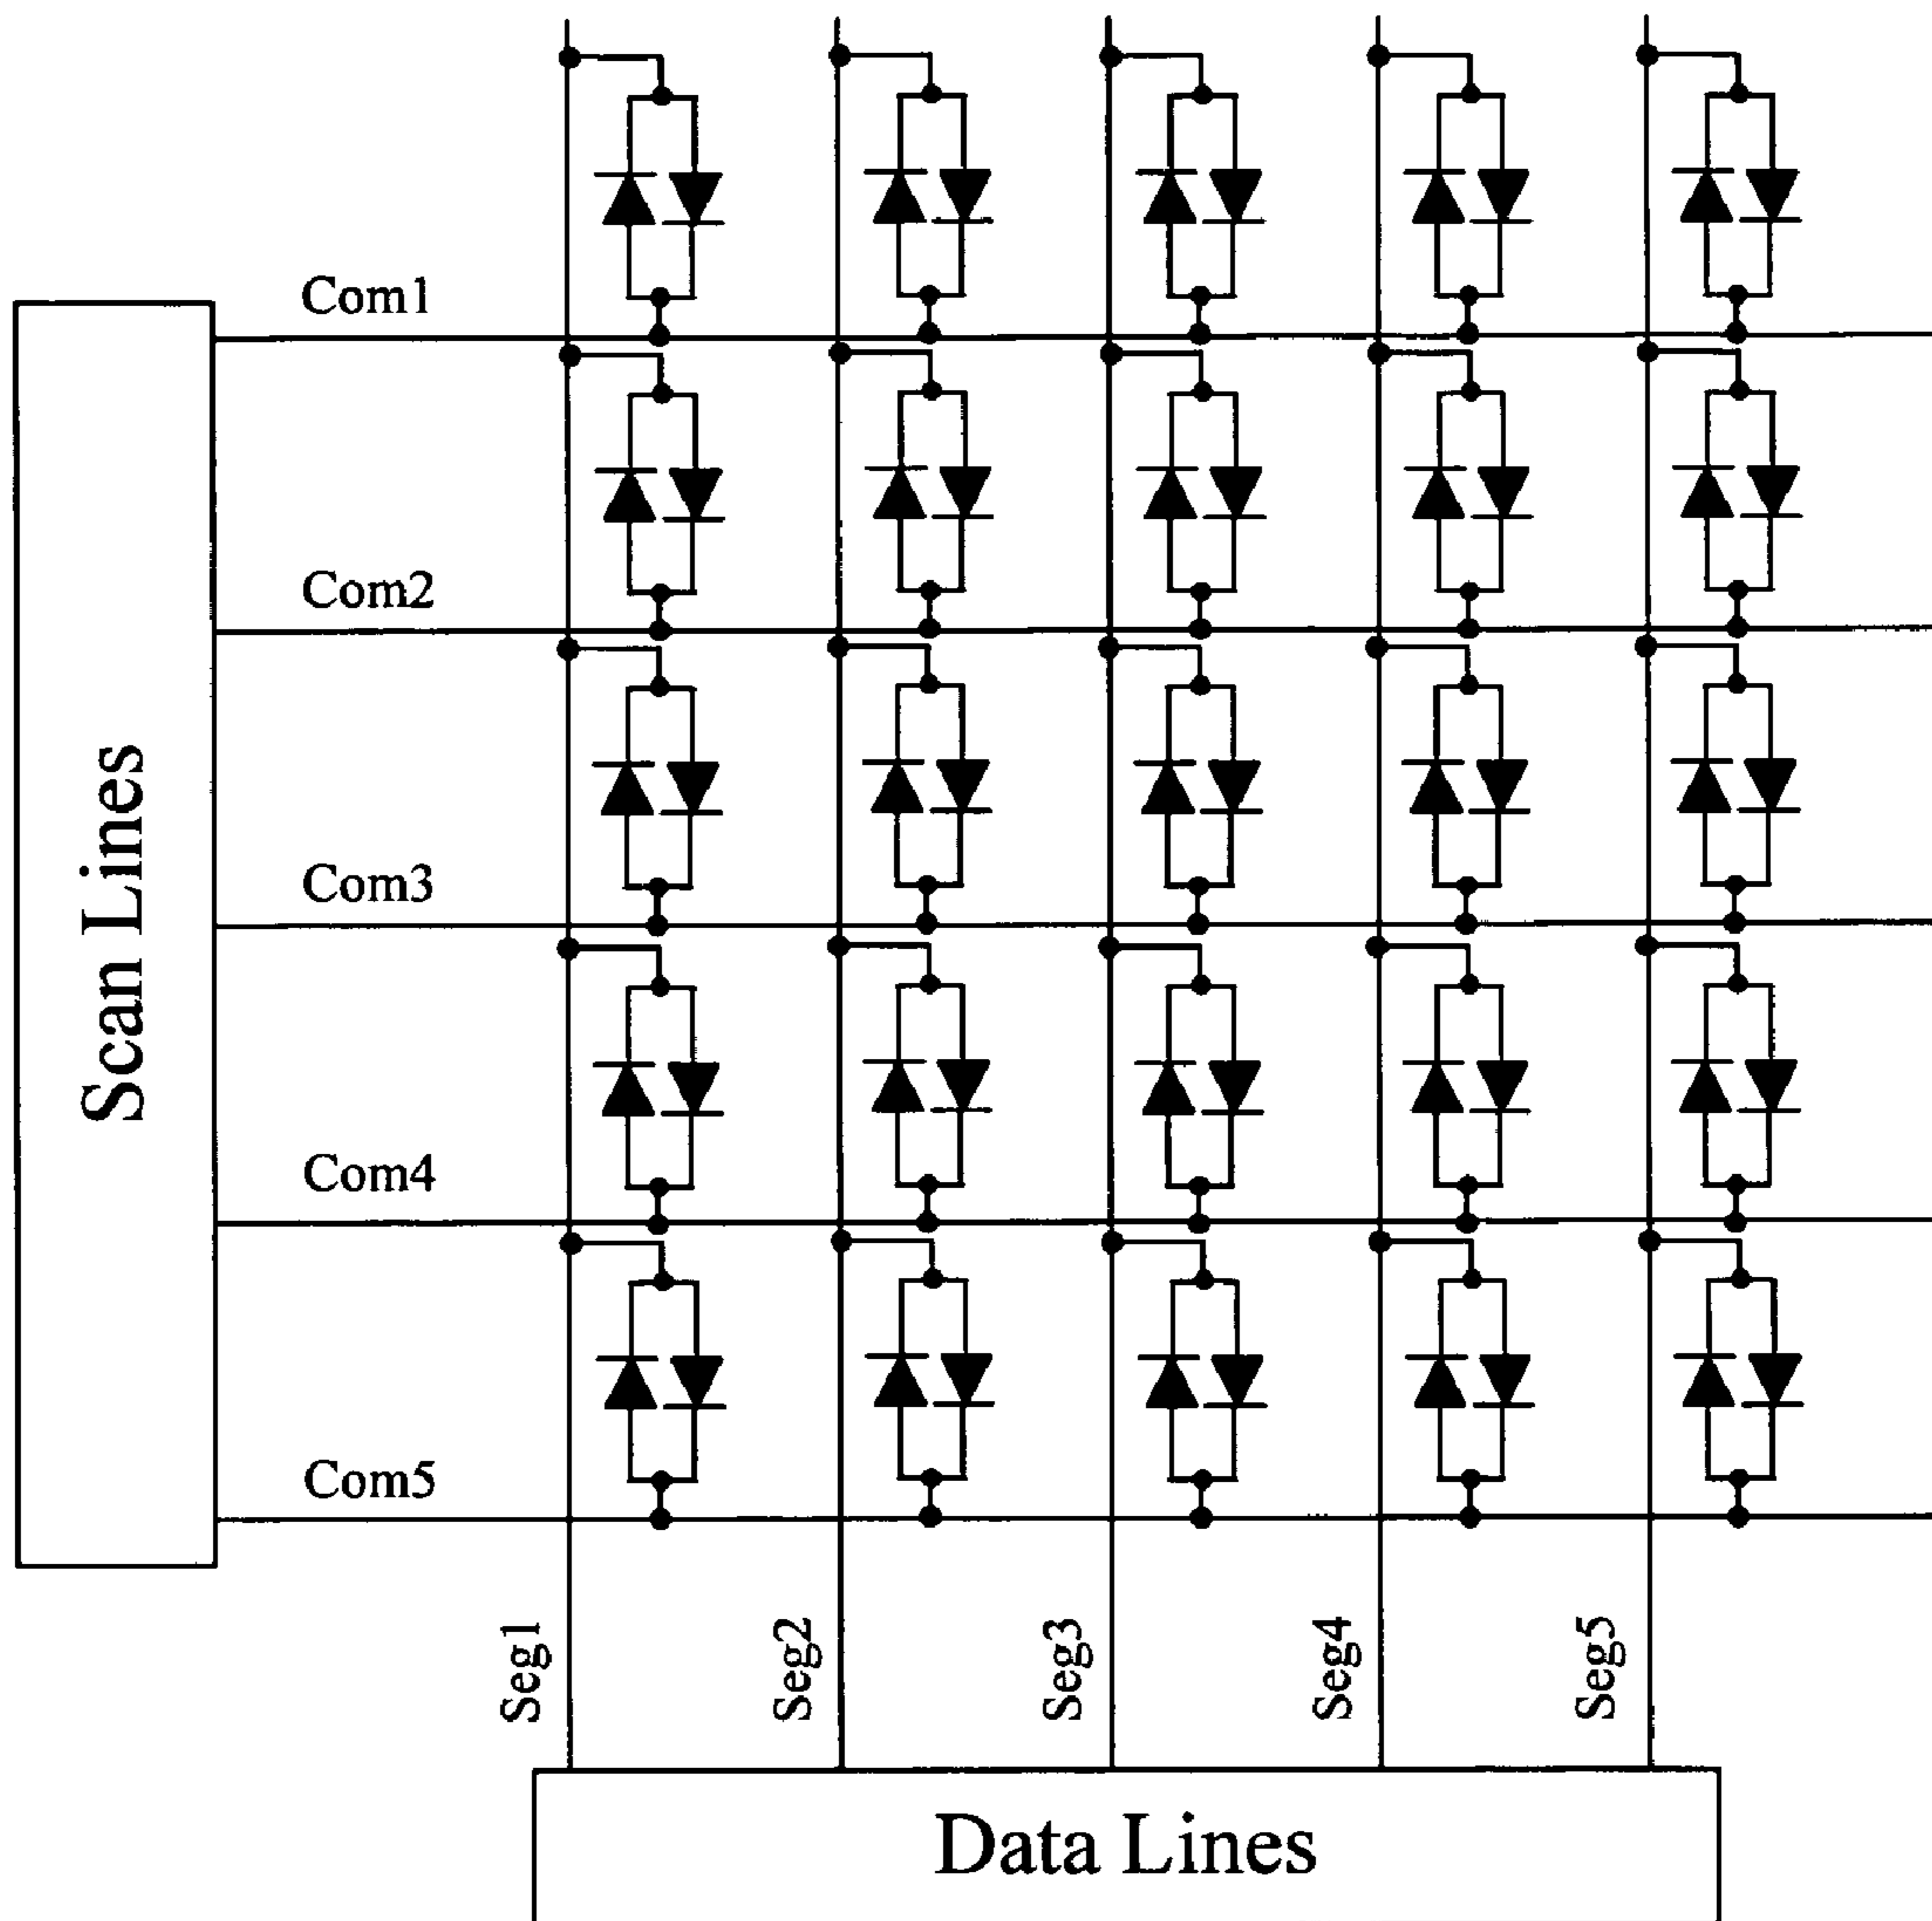 Com1
Com2
Scan Lines
Com3
Com4
Com5
Seg1
Seg2
Seg3
Seg4
Seg5
Data Lines